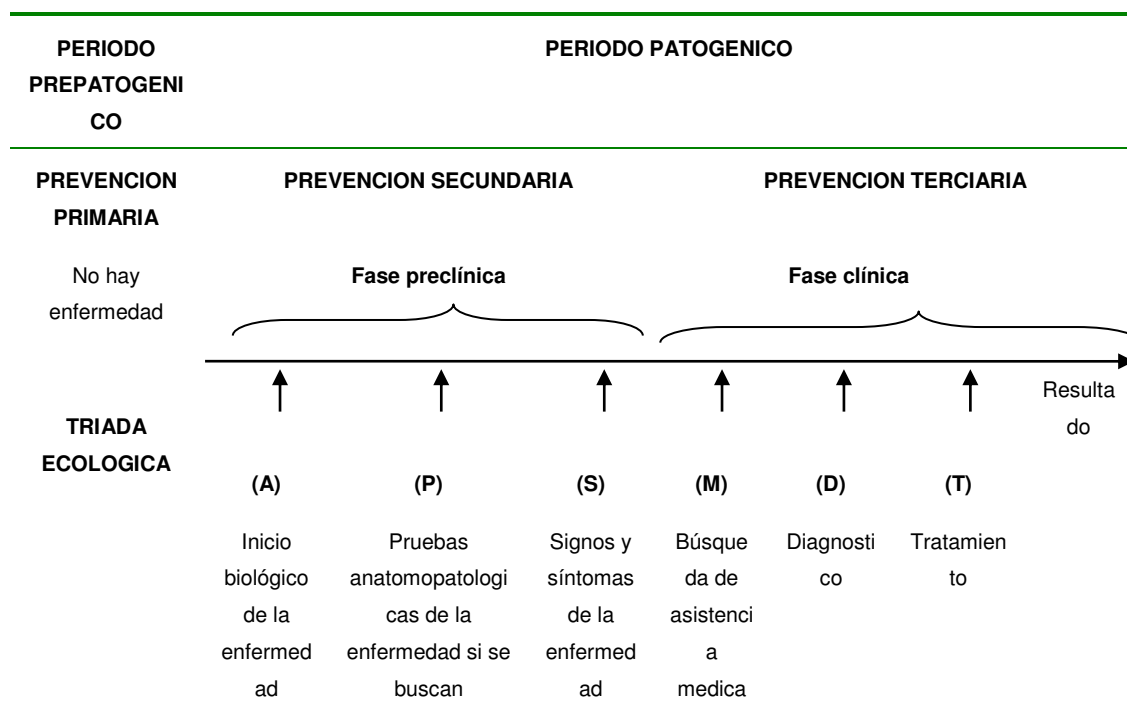 PERIODO
PREPATOGENI
CO
PERIODO PATOGENICO
PREVENCION
PRIMARIA
PREVENCION SECUNDARIA
PREVENCION TERCIARIA
No hay
enfermedad
Fase preclínica
Fase clínica
TRIADA
ECOLOGICA
Resulta
do
(A)
Inicio
biológico
de la
enfermed
ad
(P)
Pruebas
anatomopatologi
cas de la
enfermedad si se
buscan
(S)
Signos y
síntomas
de la
enfermed
ad
(M)
Búsque
da de
asistenci
a
medica
(D)
Diagnosti
co
(T)
Tratamien
to